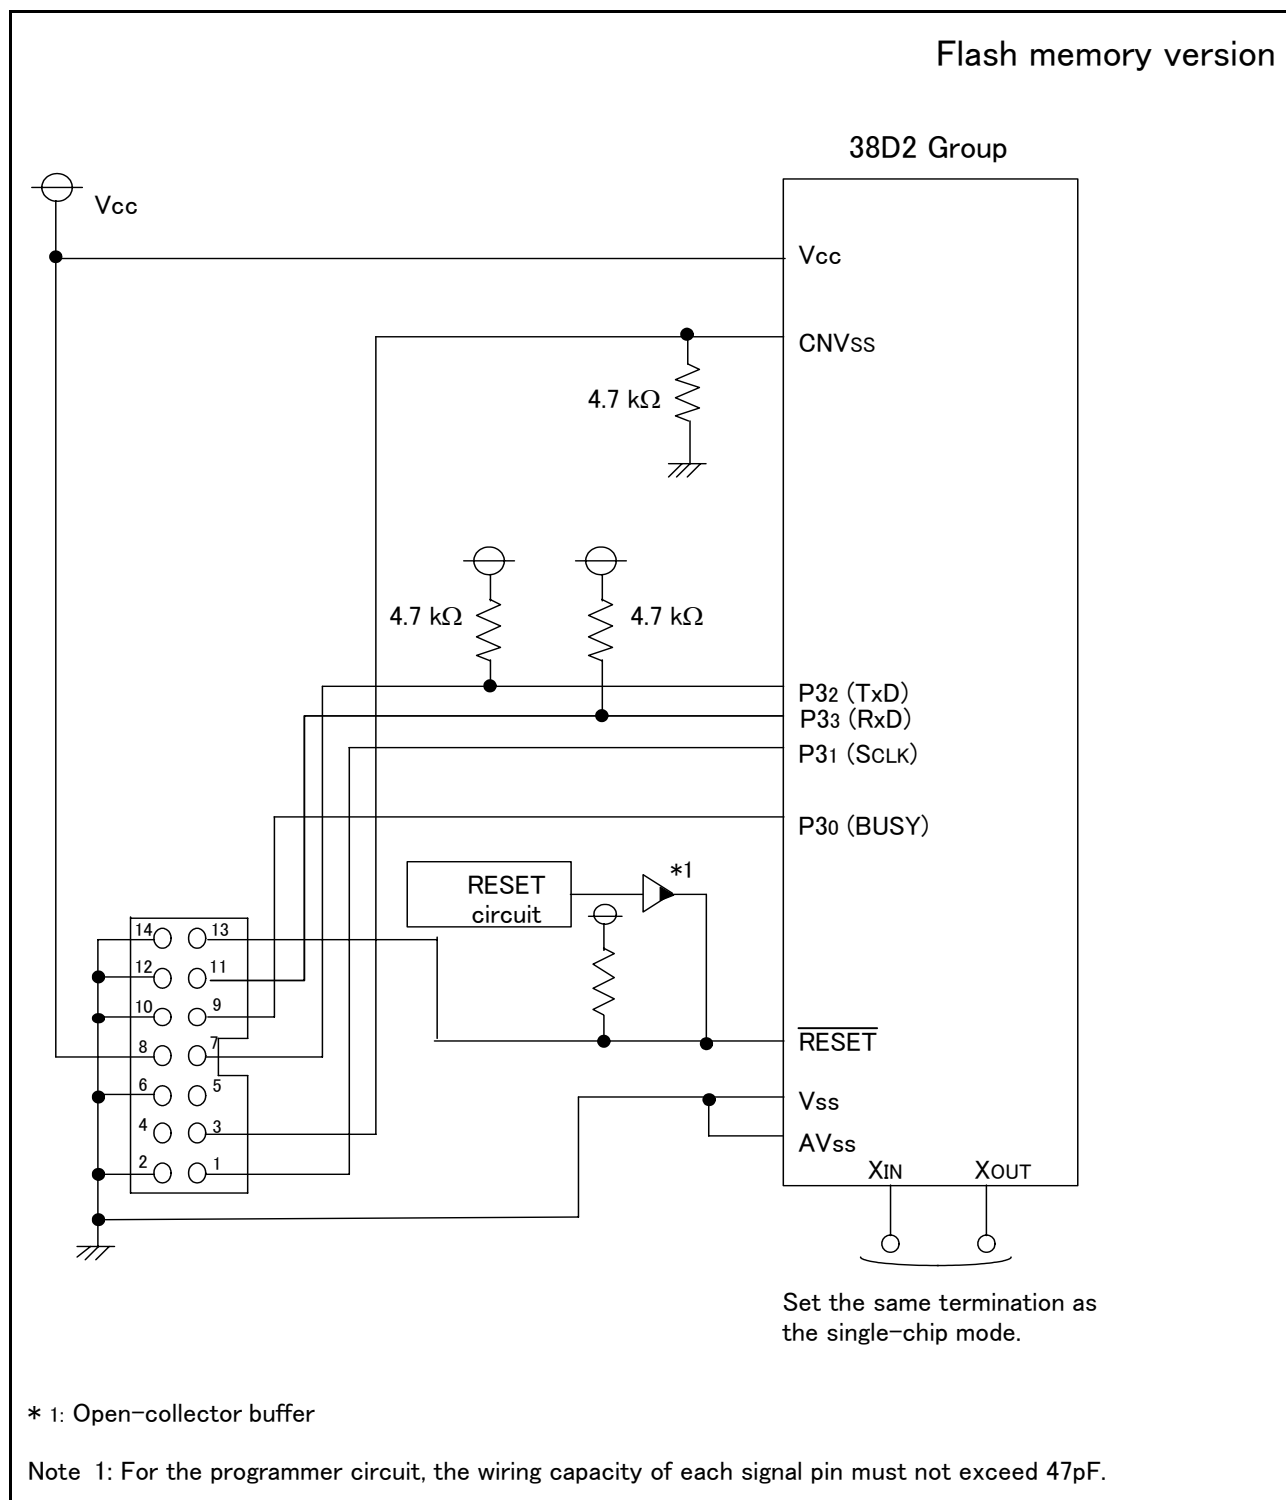 Flash memory version
38D2 Group
Vcc
Vcc
CNVss
4.7 kΩ
4.7 kΩ
4.7 kΩ
P32 (TxD)
P33 (RxD)
P31 (SCLK)
P30 (BUSY)
*1
RESET
circuit
14
13
12
11
10
9
8
7
6
5
4
3
2
1
RESET
Vss
AVss
XIN
XOUT
Set the same termination as
the single-chip mode.
* 1: Open-collector buffer
Note 1: For the programmer circuit, the wiring capacity of each signal pin must not exceed 47pF.